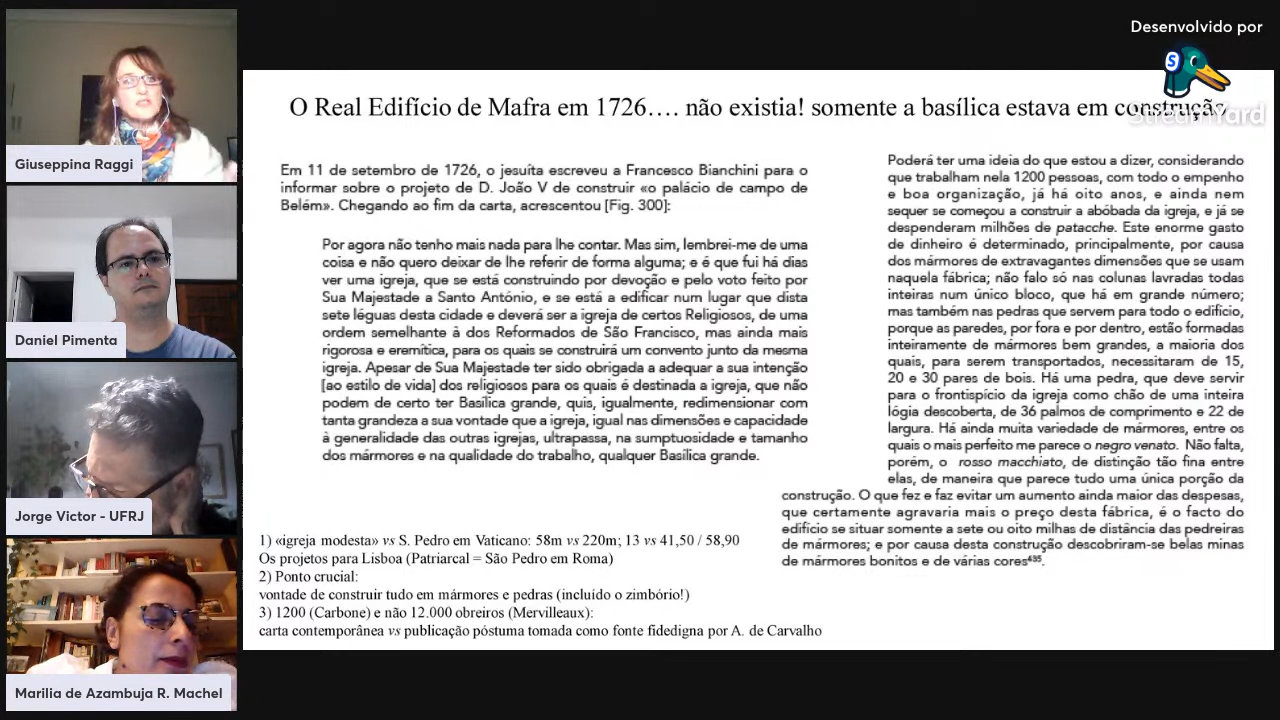 Desenvolvido por
StreamYard
Giuseppina Raggi
Daniel Pimenta
Jorge Victor - UFRJ
Marilia de Azambuja R. Machel
O Real Edifício de Mafra em 1726…. não existia! somente a basílica estava em construção
Em 11 de setembro de 1726, o jesuíta escreveu a Francesco Bianchini para o
informar sobre o projeto de D. João V de construir «o palácio de campo de
Belém». Chegando ao fim da carta, acrescentou [Fig. 300]:
Por agora não tenho mais nada para lhe contar. Mas sim, lembrei-me de uma
coisa e não quero deixar de lhe referir de forma alguma; e é que fui há dias
ver uma igreja, que se está construindo por devoção e pelo voto feito por
Sua Majestade a Santo António, e se está a edificar num lugar que dista
sete léguas desta cidade e deverá ser a igreja de certos Religiosos, de uma
ordem semelhante à dos Reformados de São Francisco, mas ainda mais
rigorosa e eremítica, para os quais se construirá um convento junto da mesma
igreja. Apesar de Sua Majestade ter sido obrigada a adequar a sua intenção
[ao estilo de vida] dos religiosos para os quais é destinada a igreja, que não
podem de certo ter Basílica grande, quis, igualmente, redimensionar com
tanta grandeza a sua vontade que a igreja, igual nas dimensões e capacidade
à generalidade das outras igrejas, ultrapassa, na sumptuosidade e tamanho
dos mármores e na qualidade do trabalho, qualquer Basílica grande.
Poderá ter uma ideia do que estou a dizer, considerando
que trabalham nela 1200 pessoas, com todo o empenho
e boa organização, já há oito anos, e ainda nem
sequer se começou a construir a abóbada da igreja, e já se
despenderam milhões de patacche. Este enorme gasto
de dinheiro é determinado, principalmente, por causa
dos mármores de extravagantes dimensões que se usam
naquela fábrica; não falo só nas colunas lavradas todas
inteiras num único bloco, que há em grande número;
mas também nas pedras que servem para todo o edifício,
porque as paredes, por fora e por dentro, estão formadas
inteiramente de mármores bem grandes, a maioria dos
quais, para serem transportados, necessitaram de 15,
20 e 30 pares de bois. Há uma pedra, que deve servir
para o frontispício da igreja como chão de uma inteira
lógia descoberta, de 36 palmos de comprimento e 22 de
largura. Há ainda muita variedade de mármores, entre os
quais o mais perfeito me parece o negro venato. Não falta,
porém, o rosso macchiato, de distinção tão fina entre
elas, de maneira que parece tudo uma única porção da
construção. O que fez e faz evitar um aumento ainda maior das despesas,
que certamente agravaria mais o preço desta fábrica, é o facto do
edifício se situar somente a sete ou oito milhas de distância das pedreiras
de mármores; e por causa desta construção descobriram-se belas minas
de mármores bonitos e de várias cores⁴³⁵.
1) «igreja modesta» vs S. Pedro em Vaticano: 58m vs 220m; 13 vs 41,50 / 58,90
Os projetos para Lisboa (Patriarcal = São Pedro em Roma)
2) Ponto crucial:
vontade de construir tudo em mármores e pedras (incluído o zimbório!)
3) 1200 (Carbone) e não 12.000 obreiros (Mervilleaux):
carta contemporânea vs publicação póstuma tomada como fonte fidedigna por A. de Carvalho